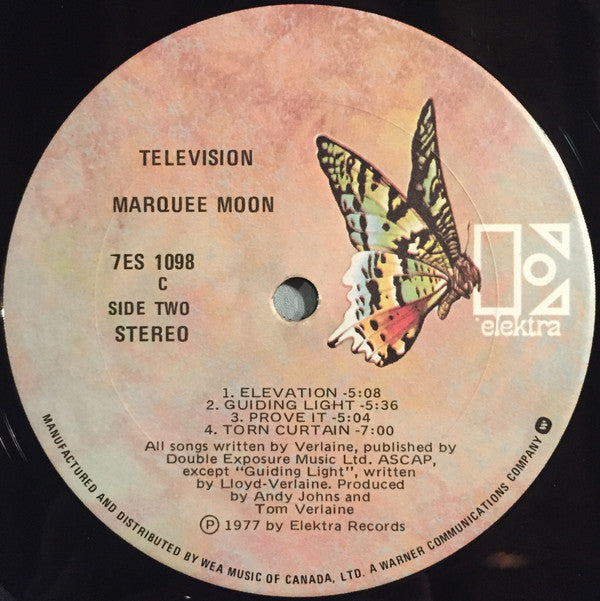 TELEVISION
MARQUEE MOON
7ES 1098
C
SIDE TWO
STEREO
elektra
1. ELEVATION -5:08
2. GUIDING LIGHT -5:36
3. PROVE IT -5:04
4. TORN CURTAIN -7:00
All songs written by Verlaine, published by
Double Exposure Music Ltd. ASCAP,
except "Guiding Light", written
by Lloyd-Verlaine. Produced
by Andy Johns and
Tom Verlaine
Ⓟ 1977 by Elektra Records
MANUFACTURED AND DISTRIBUTED BY WEA MUSIC OF CANADA, LTD. A WARNER COMMUNICATIONS COMPANY